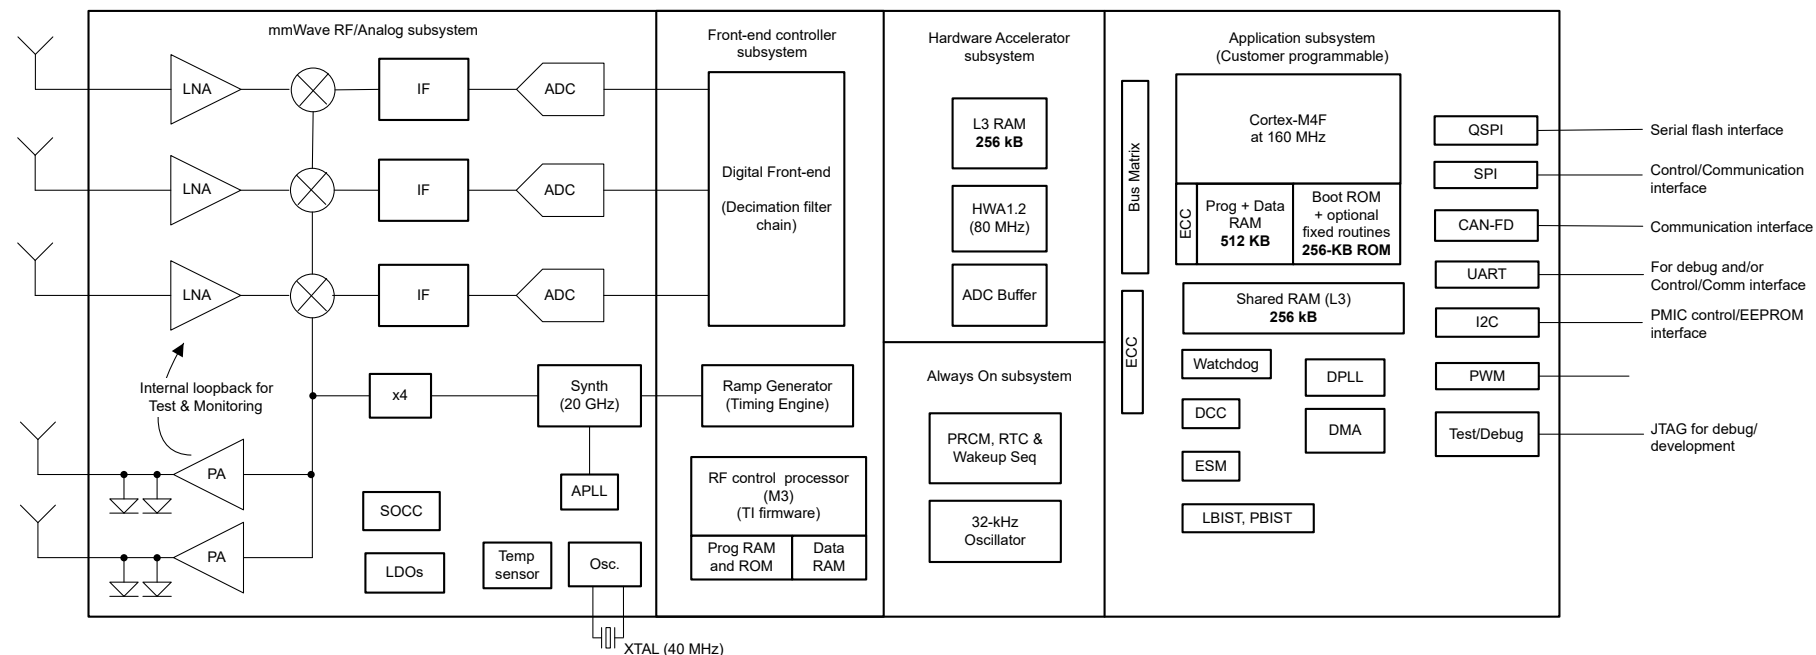 mmWave RF/Analog subsystem
LNA
IF
ADC
LNA
IF
ADC
LNA
IF
ADC
Internal loopback for
Test & Monitoring
x4
Synth
(20 GHz)
PA
APLL
PA
SOCC
LDOs
Temp
sensor
Osc.
XTAL (40 MHz)
Front-end controller
subsystem
Digital Front-end
(Decimation filter
chain)
Ramp Generator
(Timing Engine)
RF control processor
(M3)
(TI firmware)
Prog RAM
and ROM
Data
RAM
Hardware Accelerator
subsystem
L3 RAM
256 kB
HWA1.2
(80 MHz)
ADC Buffer
Always On subsystem
PRCM, RTC &
Wakeup Seq
32-kHz
Oscillator
Application subsystem
(Customer programmable)
Bus Matrix
ECC
Cortex-M4F
at 160 MHz
ECC
Prog + Data
RAM
512 KB
Boot ROM
+ optional
fixed routines
256-KB ROM
Shared RAM (L3)
256 kB
Watchdog
DPLL
DCC
DMA
ESM
LBIST, PBIST
QSPI
Serial flash interface
SPI
Control/Communication
interface
CAN-FD
Communication interface
UART
For debug and/or
Control/Comm interface
I2C
PMIC control/EEPROM
interface
PWM
Test/Debug
JTAG for debug/
development